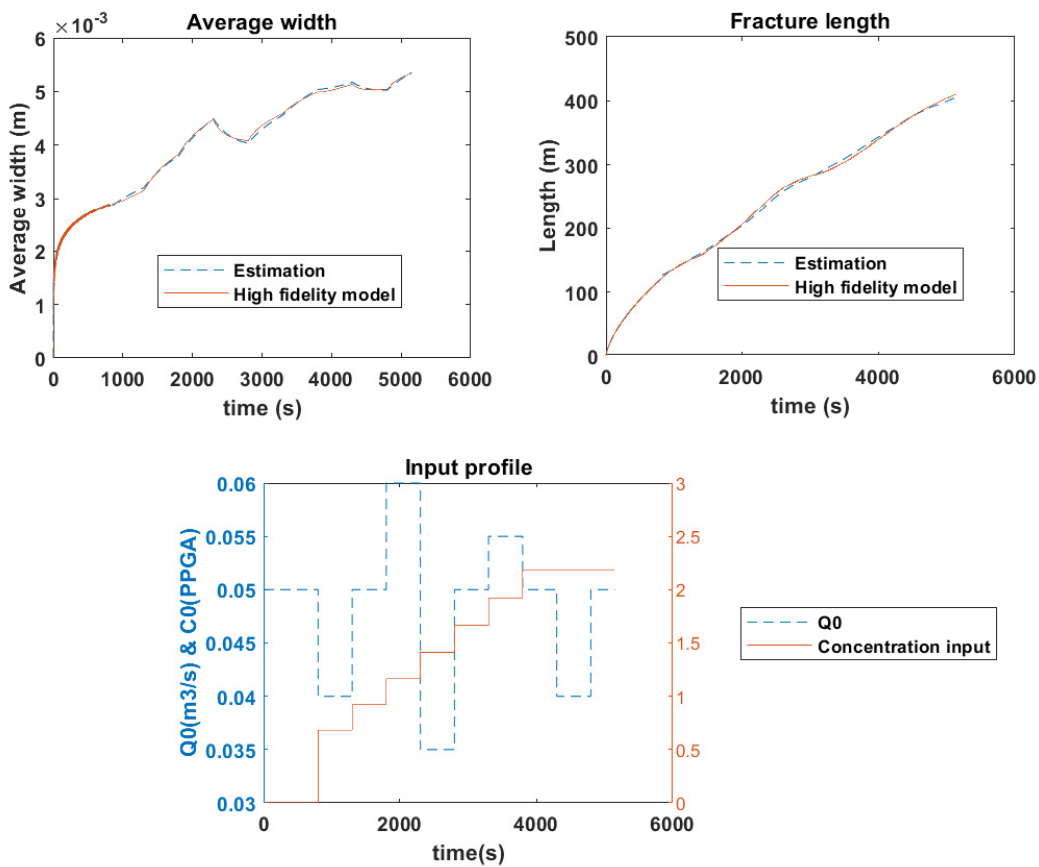 Average width
×10-3
6
5
4
3
2
1
0
Average width (m)
0 1000 2000 3000 4000 5000 6000
time (s)
Estimation
High fidelity model
Fracture length
500
400
300
200
100
0
Length (m)
0 2000 4000 6000
time (s)
Estimation
High fidelity model
Input profile
0.06
0.055
0.05
0.045
0.04
0.035
0.03
Q0(m3/s) & C0(PPGA)
3
2.5
2
1.5
1
0.5
0
0 2000 4000 6000
time(s)
Q0
Concentration input